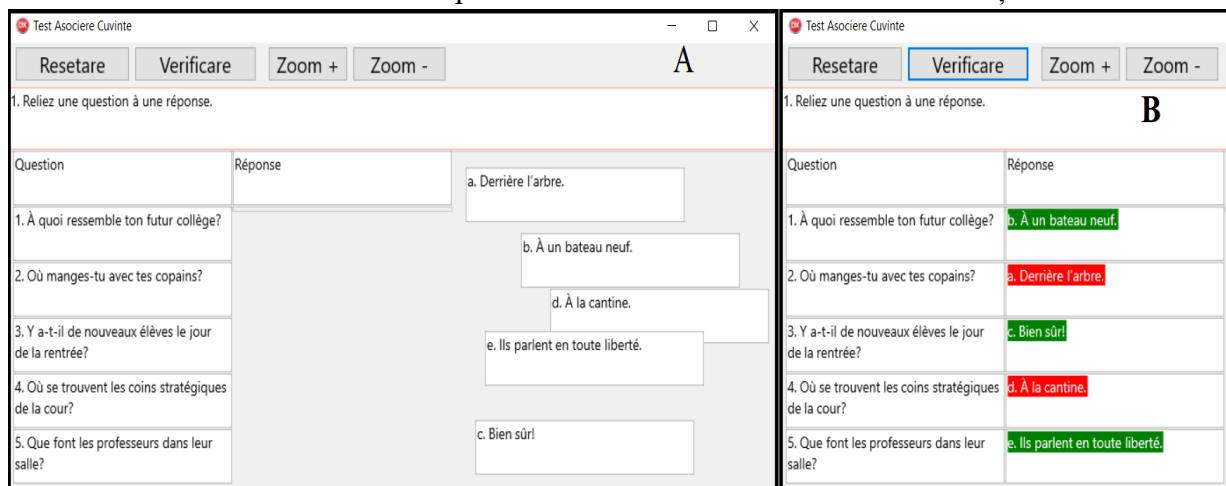 Test Asociere Cuvinte
Resetare Verificare Zoom + Zoom -
A
1. Reliez une question à une réponse.
Question Réponse
1. À quoi ressemble ton futur collège?
2. Où manges-tu avec tes copains?
3. Y a-t-il de nouveaux élèves le jour
de la rentrée?
4. Où se trouvent les coins stratégiques
de la cour?
5. Que font les professeurs dans leur
salle?
a. Derrière l'arbre.
b. À un bateau neuf.
d. À la cantine.
e. Ils parlent en toute liberté.
c. Bien sûr!
Test Asociere Cuvinte
Resetare Verificare Zoom + Zoom -
1. Reliez une question à une réponse.
B
Question Réponse
1. À quoi ressemble ton futur collège? b. À un bateau neuf.
2. Où manges-tu avec tes copains? a. Derrière l'arbre.
3. Y a-t-il de nouveaux élèves le jour c. Bien sûr!
de la rentrée?
4. Où se trouvent les coins stratégiques d. À la cantine.
de la cour?
5. Que font les professeurs dans leur e. Ils parlent en toute liberté.
salle?